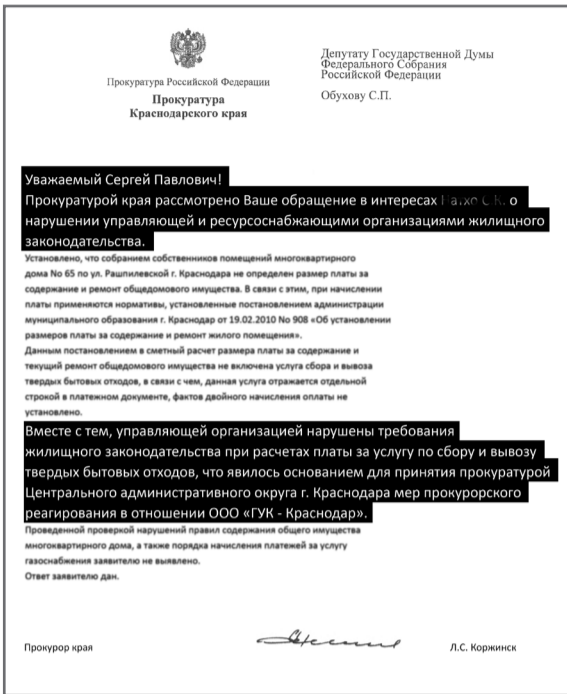 Прокуратура Российской Федерации
Прокуратура
Краснодарского края
Депутату Государственной Думы
Федерального Собрания
Российской Федерации
Обухову С.П.
Уважаемый Сергей Павлович!
Прокуратурой края рассмотрено Ваше обращение в интересах о
нарушении управляющей и ресурсоснабжающими организациями жилищного
законодательства.
Установлено, что собранием собственников помещений многоквартирного
дома No 65 по ул. Рашпилевской г. Краснодара не определен размер платы за
содержание и ремонт общедомового имущества. В связи с этим, при начислении
платы применяются нормативы, установленные постановлением администрации
муниципального образования г. Краснодар от 19.02.2010 No 908 «Об установлении
размеров платы за содержание и ремонт жилого помещения».
Данным постановлением в сметный расчет размера платы за содержание и
текущий ремонт общедомового имущества не включена услуга сбора и вывоза
твердых бытовых отходов, в связи с чем, данная услуга отражается отдельной
строкой в платежном документе, фактов двойного начисления оплаты не
установлено.
Вместе с тем, управляющей организацией нарушены требования
жилищного законодательства при расчетах платы за услугу по сбору и вывозу
твердых бытовых отходов, что явилось основанием для принятия прокуратурой
Центрального административного округа г. Краснодара мер прокурорского
реагирования в отношении ООО «ГУК - Краснодар».
Проведенной проверкой нарушений правил содержания общего имущества
многоквартирного дома, а также порядка начисления платежей за услугу
газоснабжения заявителю не выявлено.
Ответ заявителю дан.
Прокурор края
Л.С. Коржинск